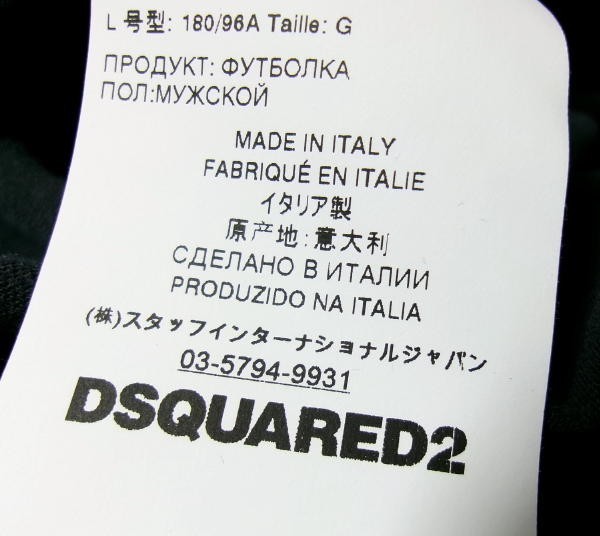 L 号型: 180/96A Taille: G
ПРОДУКТ: ФУТБОЛКА
ПОЛ:МУЖСКОЙ
MADE IN ITALY
FABRIQUÉ EN ITALIE
イタリア製
原产地:意大利
СДЕЛАНО В ИТАЛИИ
PRODUZIDO NA ITALIA
(株)スタッフインターナショナルジャパン
03-5794-9931
DSQUARED2